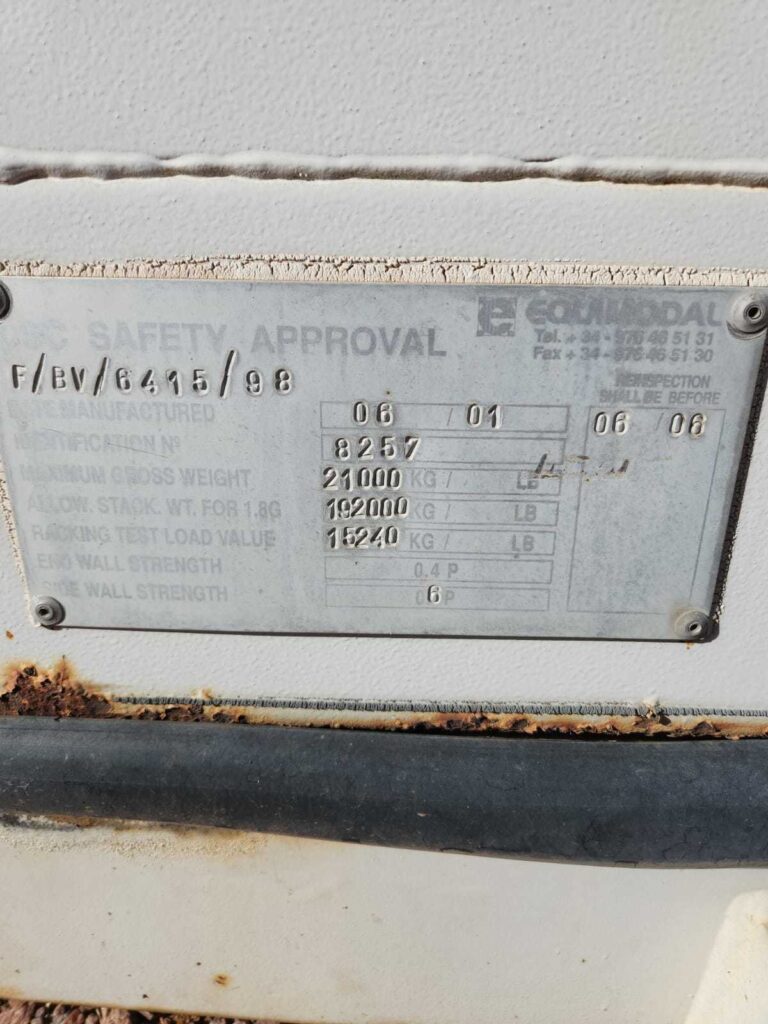 EQUIMODAL
CSC SAFETY APPROVAL
Tel. + 34 - 976 46 51 31
Fax + 34 - 976 46 51 30
F/BV/6415/98
REINSPECTION
SHALL BE BEFORE
DATE MANUFACTURED 06 / 01 06 / 06
IDENTIFICATION Nº 8257
MAXIMUM GROSS WEIGHT 21000 KG / LB
ALLOW. STACK. WT. FOR 1.8G 192000 KG / LB
RACKING TEST LOAD VALUE 15240 KG / LB
END WALL STRENGTH 0.4 P
SIDE WALL STRENGTH 6 P